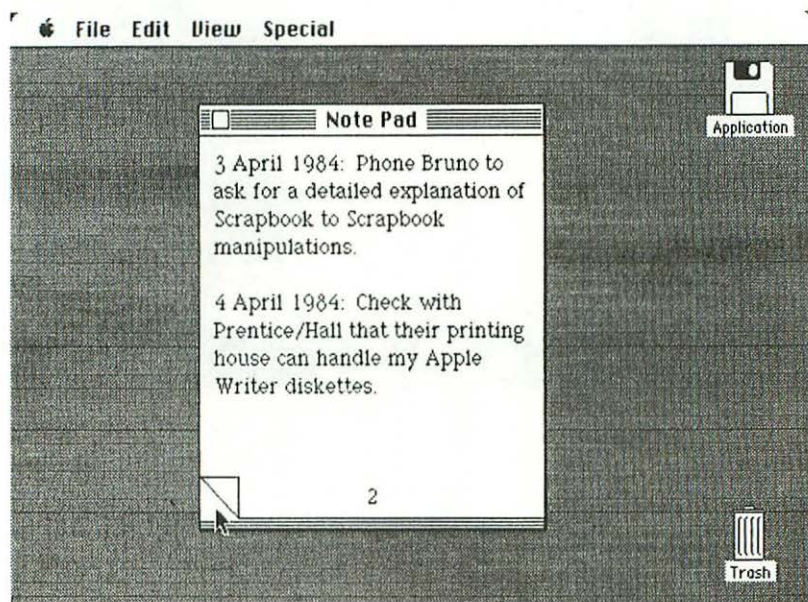 File Edit View Special
Application
Note Pad
3 April 1984: Phone Bruno to
ask for a detailed explanation of
Scrapbook to Scrapbook
manipulations.
4 April 1984: Check with
Prentice/Hall that their printing
house can handle my Apple
Writer diskettes.
2
Trash